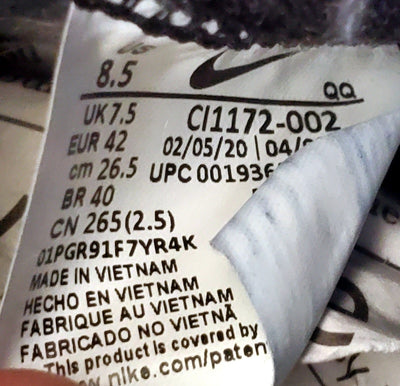 US
8.5
QQ
UK 7.5
CI1172-002
EUR 42
02/05/20 | 04/
cm 26.5
UPC 001936
BR 40
CN 265(2.5)
01PGR91F7YR4K
MADE IN VIETNAM
HECHO EN VIETNAM
FABRIQUE AU VIETNAM
FABRICADO NO VIETNÃ
This product is covered by
nike.com/paten